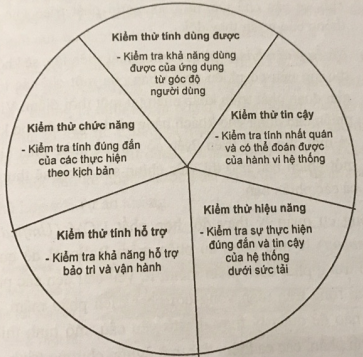 Kiểm thử tính dùng được
- Kiểm tra khả năng dùng
được của ứng dụng
từ góc độ
người dùng
Kiểm thử tin cậy
- Kiểm tra tính nhất quán
và có thể đoán được
của hành vi hệ thống
Kiểm thử hiệu năng
- Kiểm tra sự thực hiện
đúng đắn và tin cậy
của hệ thống
dưới sức tải
Kiểm thử tính hỗ trợ
- Kiểm tra khả năng hỗ trợ
bảo trì và vận hành
Kiểm thử chức năng
- Kiểm tra tính đúng đắn
của các thực hiện
theo kịch bản